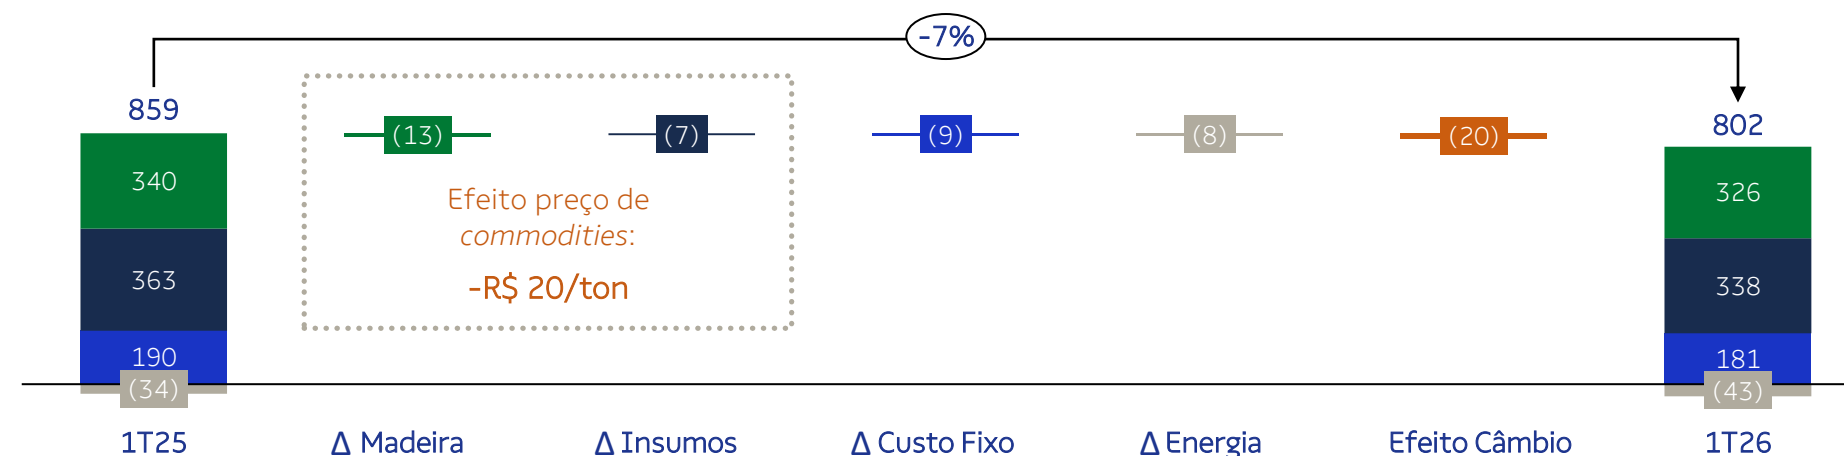 -7%
859
802
(13)
(7)
(9)
(8)
(20)
340
363
190
(34)
Efeito preço de
commodities:
-R$ 20/ton
326
338
181
(43)
1T25
Δ Madeira
Δ Insumos
Δ Custo Fixo
Δ Energia
Efeito Câmbio
1T26